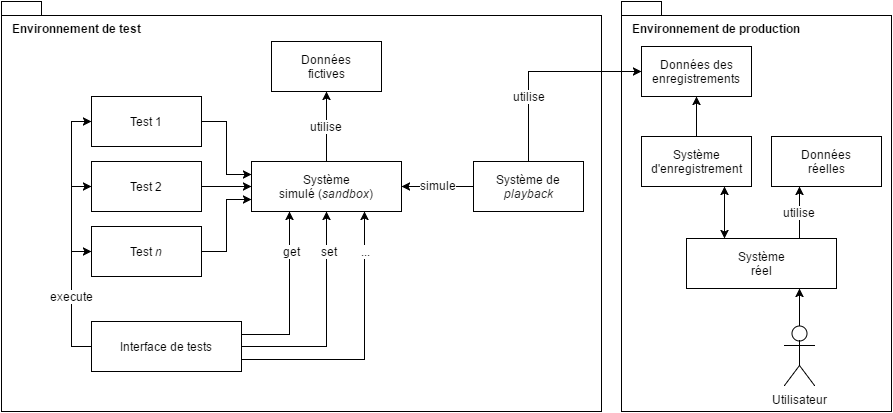 Environnement de test
Environnement de production
Données
fictives
Données des
enregistrements
utilise
utilise
Test 1
Test 2
Test n
Système
simulé (sandbox)
simule
Système de
playback
Système
d'enregistrement
Données
réelles
utilise
get
set
...
Système
réel
execute
Interface de tests
Utilisateur